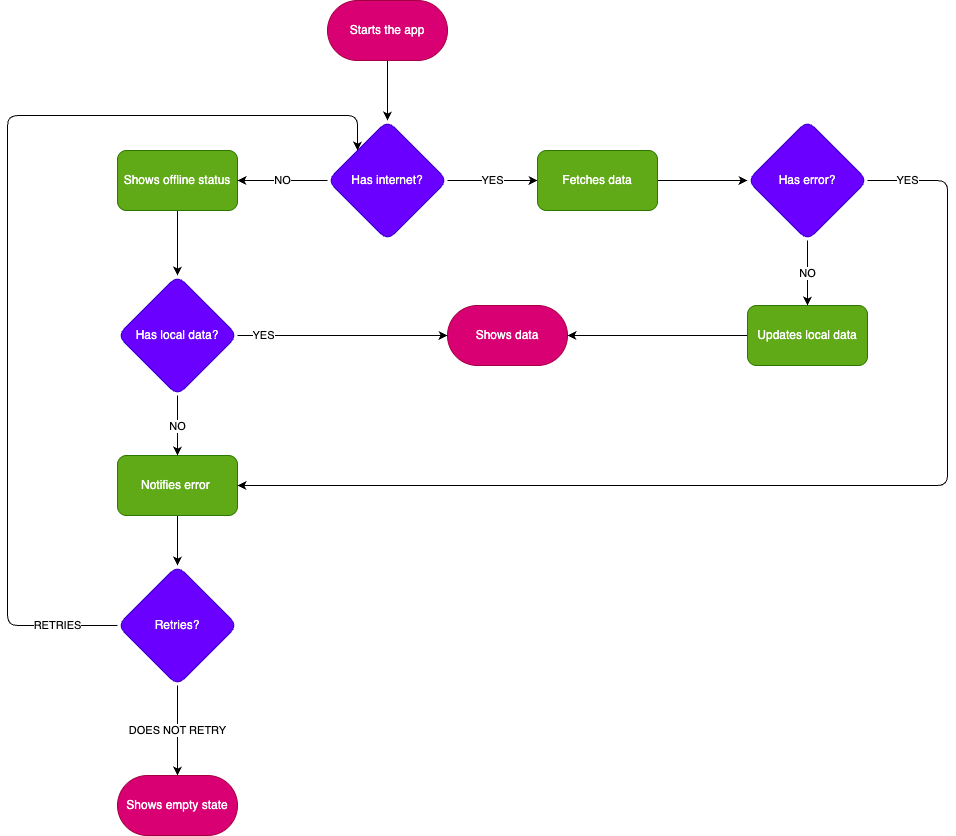 Starts the app
Shows offline status
NO
Has internet?
YES
Fetches data
Has error?
YES
NO
Has local data?
YES
Shows data
Updates local data
NO
Notifies error
RETRIES
Retries?
DOES NOT RETRY
Shows empty state